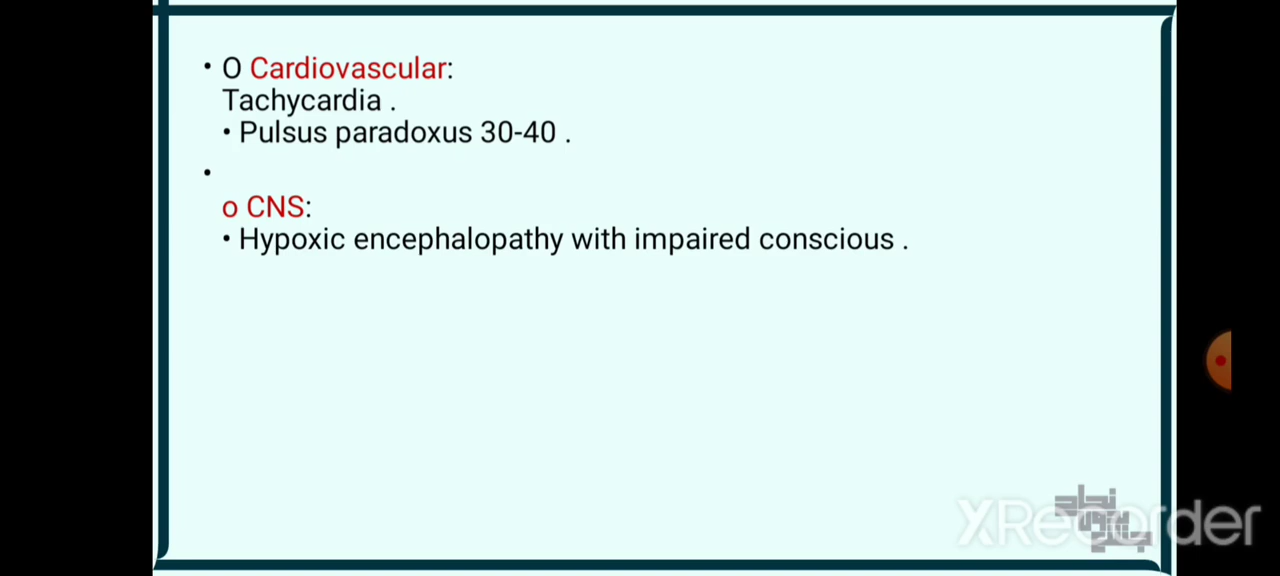 • O Cardiovascular:
Tachycardia .
• Pulsus paradoxus 30-40 .
•
o CNS:
• Hypoxic encephalopathy with impaired conscious .
XRecorder